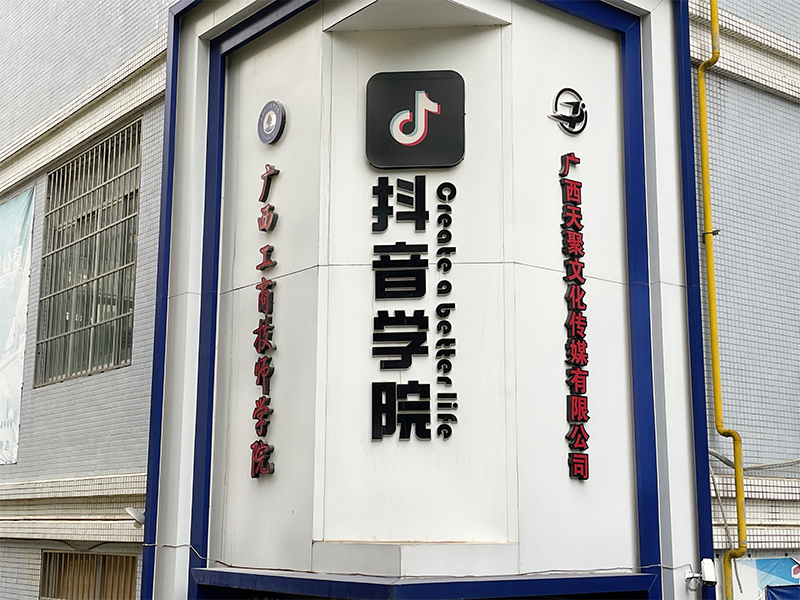 广西工商技师学院
抖音学院
Create a better life
广西天聚文化传媒有限公司